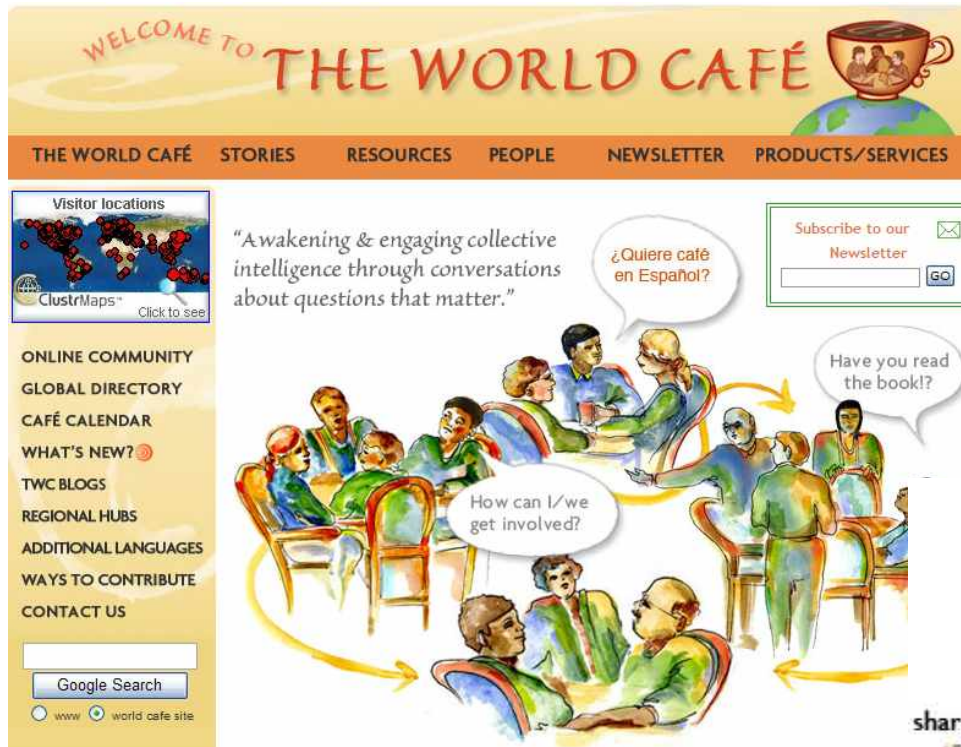 WELCOME TO
THE WORLD CAFÉ
THE WORLD CAFÉ STORIES RESOURCES PEOPLE NEWSLETTER PRODUCTS/SERVICES
Visitor locations
ClustrMaps™
Click to see
ONLINE COMMUNITY
GLOBAL DIRECTORY
CAFÉ CALENDAR
WHAT'S NEW?
TWC BLOGS
REGIONAL HUBS
ADDITIONAL LANGUAGES
WAYS TO CONTRIBUTE
CONTACT US
Google Search
www world cafe site
“Awakening & engaging collective
intelligence through conversations
about questions that matter.”
¿Quiere café
en Español?
Subscribe to our
Newsletter
GO
Have you read
the book!?
How can I/we
get involved?
shar